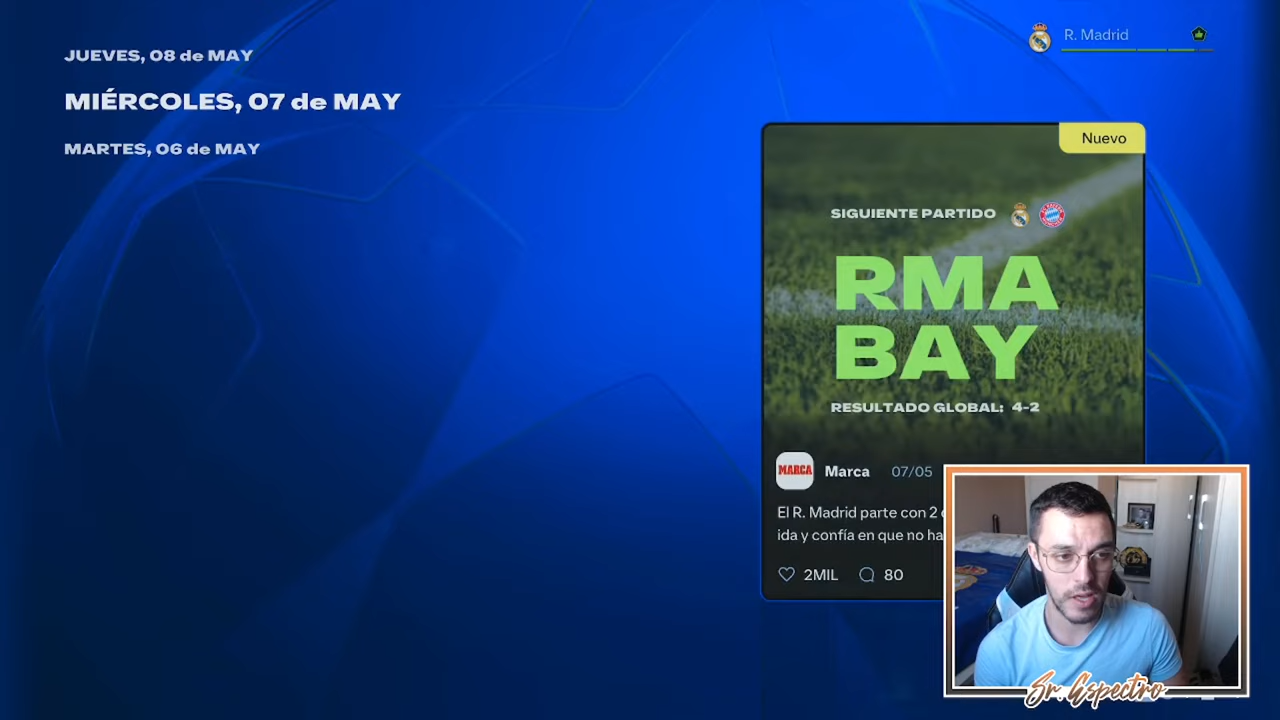 JUEVES, 08 de MAY
MIÉRCOLES, 07 de MAY
MARTES, 06 de MAY
R. Madrid
Nuevo
SIGUIENTE PARTIDO
RMA
BAY
RESULTADO GLOBAL: 4-2
MARCA Marca 07/05
El R. Madrid parte con 2
ida y confía en que no ha
2MIL 80
Sr. Espectro